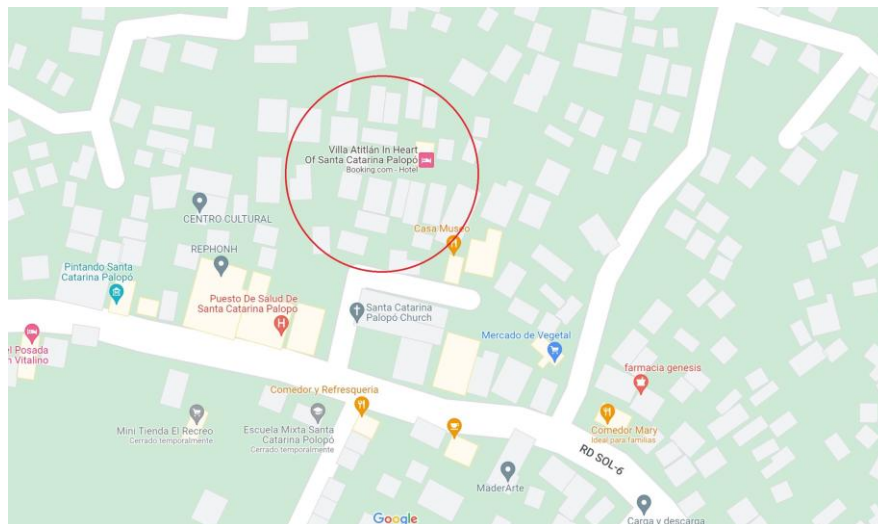 Villa Atitlán In Heart
Of Santa Catarina Palopó
Booking.com - Hotel
CENTRO CULTURAL
Casa Museo
REPHONH
Pintando Santa
Catarina Palopó
Puesto De Salud De
Santa Catarina Palopó
Santa Catarina
Palopó Church
Mercado de Vegetal
el Posada
n Vitalino
farmacia genesis
Comedor y Refresqueria
Mini Tienda El Recreo
Cerrado temporalmente
Escuela Mixta Santa
Catarina Polopó
Cerrado temporalmente
Comedor Mary
Ideal para familias
RD SOL-6
MaderArte
Google
Carga y descarga